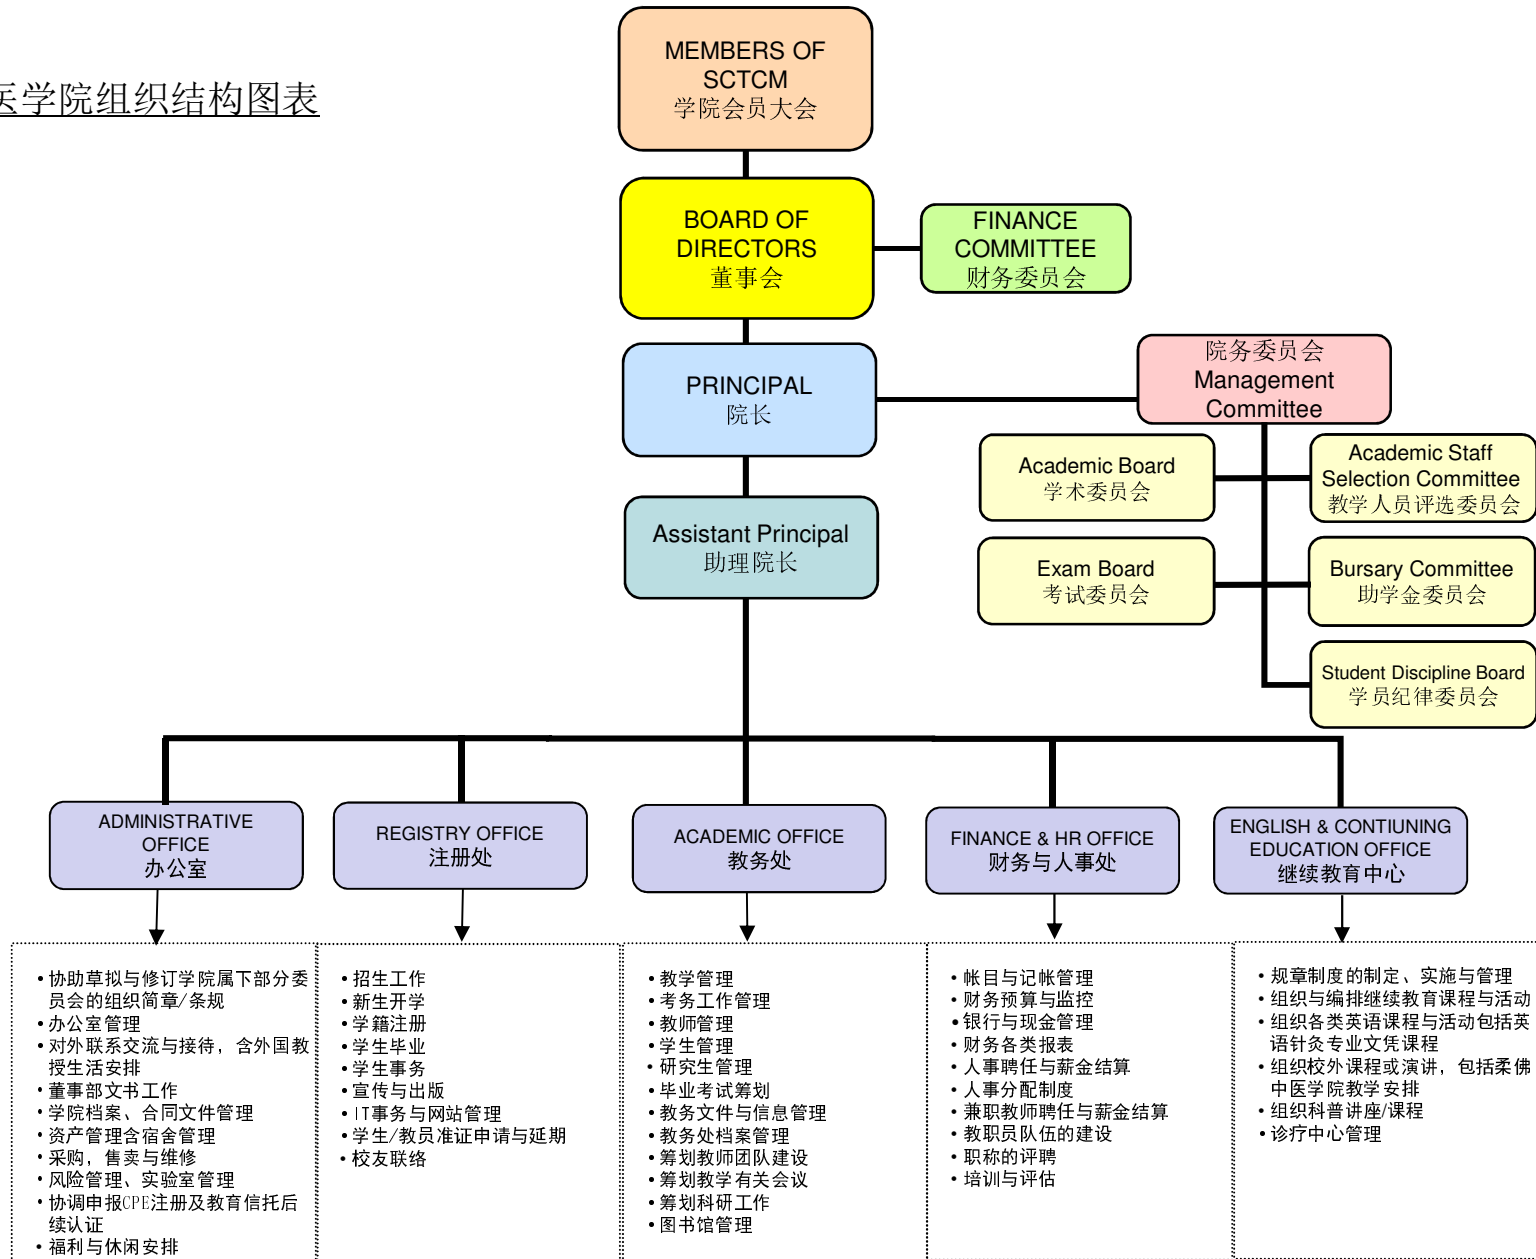 医学院组织结构图表
MEMBERS OF
SCTCM
学院会员大会
BOARD OF
DIRECTORS
董事会
FINANCE
COMMITTEE
财务委员会
PRINCIPAL
院长
院务委员会
Management
Committee
Academic Board
学术委员会
Academic Staff
Selection Committee
教学人员评选委员会
Assistant Principal
助理院长
Exam Board
考试委员会
Bursary Committee
助学金委员会
Student Discipline Board
学员纪律委员会
ADMINISTRATIVE
OFFICE
办公室
REGISTRY OFFICE
注册处
ACADEMIC OFFICE
教务处
FINANCE & HR OFFICE
财务与人事处
ENGLISH & CONTIUNING
EDUCATION OFFICE
继续教育中心
•协助草拟与修订学院属下部分委
员会的组织简章/条规
•办公室管理
•对外联系交流与接待，含外国教
授生活安排
•董事部文书工作
•学院档案、合同文件管理
•资产管理含宿舍管理
•采购，售卖与维修
•风险管理、实验室管理
•协调申报CPE注册及教育信托后
续认证
•福利与休闲安排
•招生工作
•新生开学
•学籍注册
•学生毕业
•学生事务
•宣传与出版
•IT事务与网站管理
•学生/教员准证申请与延期
•校友联络
•教学管理
•考务工作管理
•教师管理
•学生管理
•研究生管理
•毕业考试筹划
•教务文件与信息管理
•教务处档案管理
•筹划教师团队建设
•筹划教学有关会议
•筹划科研工作
•图书馆管理
•帐目与记帐管理
•财务预算与监控
•银行与现金管理
•财务各类报表
•人事聘任与薪金结算
•人事分配制度
•兼职教师聘任与薪金结算
•教职员队伍的建设
•职称的评聘
•培训与评估
•规章制度的制定、实施与管理
•组织与编排继续教育课程与活动
•组织各类英语课程与活动包括英
语针灸专业文凭课程
•组织校外课程或演讲，包括柔佛
中医学院教学安排
•组织科普讲座/课程
•诊疗中心管理